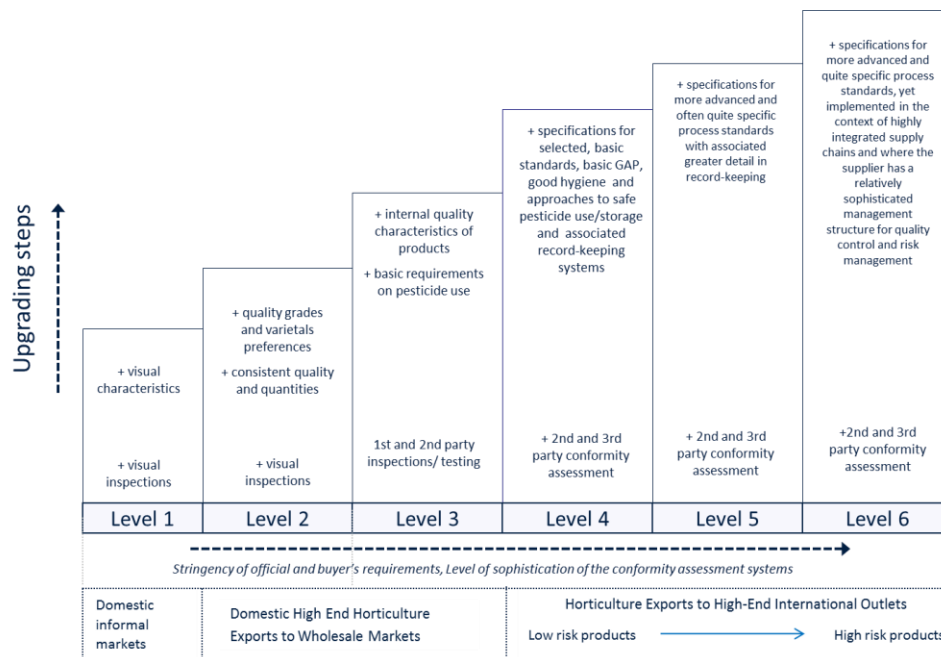 Upgrading steps
+ visual
characteristics
+ visual
inspections
+ quality grades
and varietals
preferences
+ consistent quality
and quantities
+ visual
inspections
+ internal quality
characteristics of
products
+ basic requirements
on pesticide use
1st and 2nd party
inspections/ testing
+ specifications for
selected, basic
standards, basic GAP,
good hygiene and
approaches to safe
pesticide use/storage
and associated
record-keeping
systems
+ 2nd and 3rd
party conformity
assessment
+ specifications for
more advanced and
often quite specific
process standards
with associated
greater detail in
record-keeping
+ 2nd and 3rd
party conformity
assessment
+ specifications for
more advanced and
quite specific process
standards, yet
implemented in the
context of highly
integrated supply
chains and where the
supplier has a
relatively
sophisticated
management
structure for quality
control and risk
management
+2nd and 3rd
party conformity
assessment
Level 1
Level 2
Level 3
Level 4
Level 5
Level 6
Stringency of official and buyer's requirements, Level of sophistication of the conformity assessment systems
Domestic
informal
markets
Domestic High End Horticulture
Exports to Wholesale Markets
Horticulture Exports to High-End International Outlets
Low risk products
High risk products